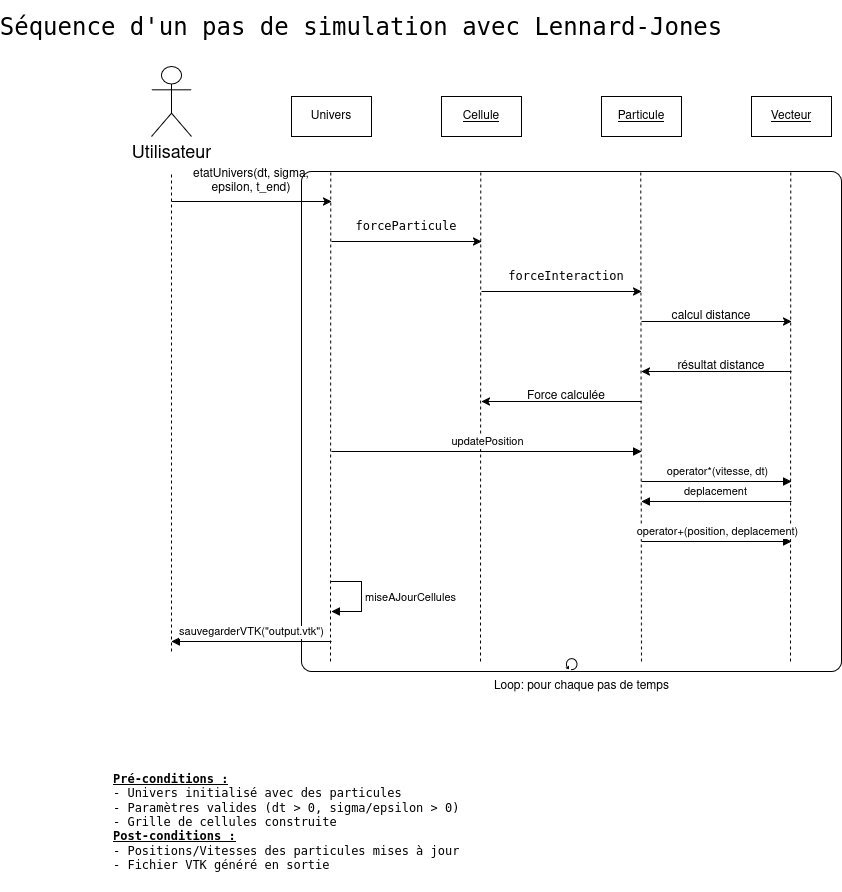 Séquence d'un pas de simulation avec Lennard-Jones
Utilisateur
Univers
Cellule
Particule
Vecteur
etatUnivers(dt, sigma,
epsilon, t_end)
forceParticule
forceInteraction
calcul distance
résultat distance
Force calculée
updatePosition
operator*(vitesse, dt)
deplacement
operator+(position, deplacement)
miseAJourCellules
sauvegarderVTK("output.vtk")
Loop: pour chaque pas de temps
Pré-conditions :
- Univers initialisé avec des particules
- Paramètres valides (dt > 0, sigma/epsilon > 0)
- Grille de cellules construite
Post-conditions :
- Positions/Vitesses des particules mises à jour
- Fichier VTK généré en sortie